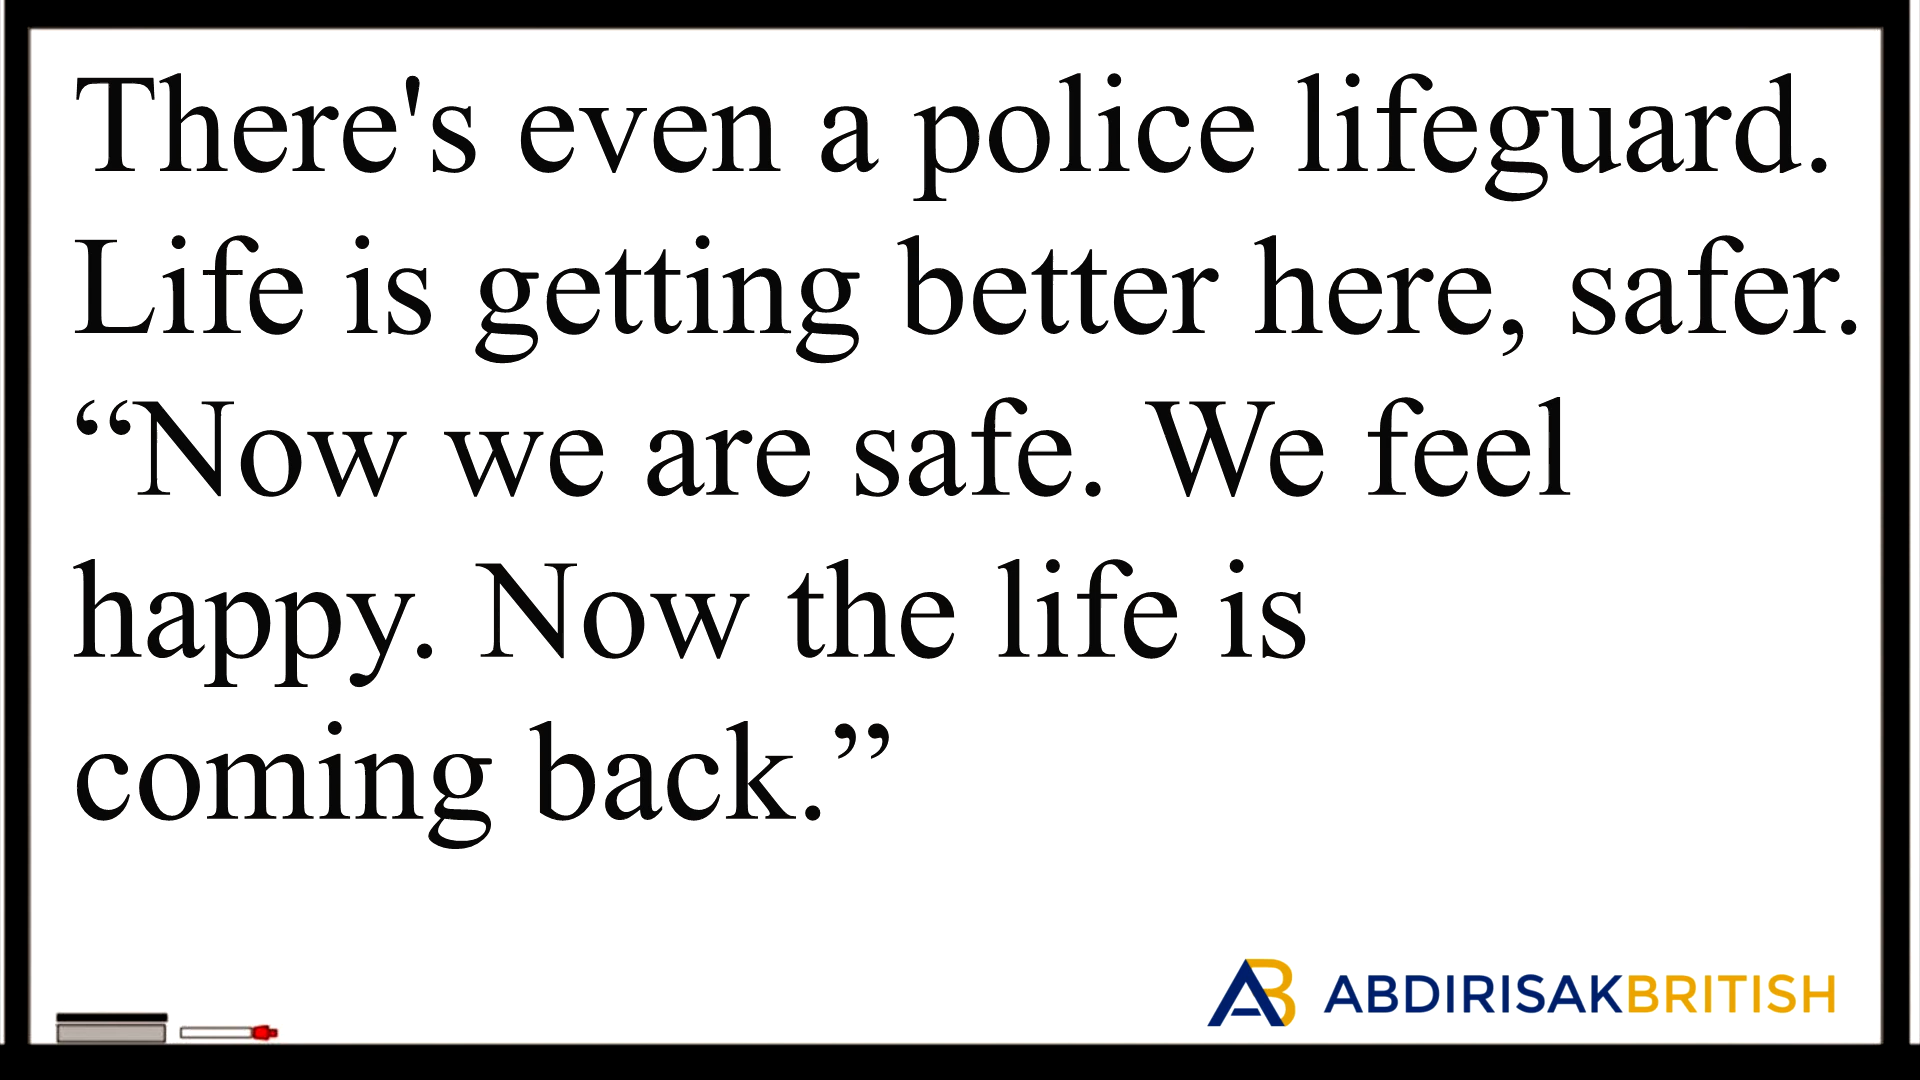 There's even a police lifeguard.
Life is getting better here, safer.
“Now we are safe. We feel
happy. Now the life is
coming back.”
AB ABDIRISAKBRITISH